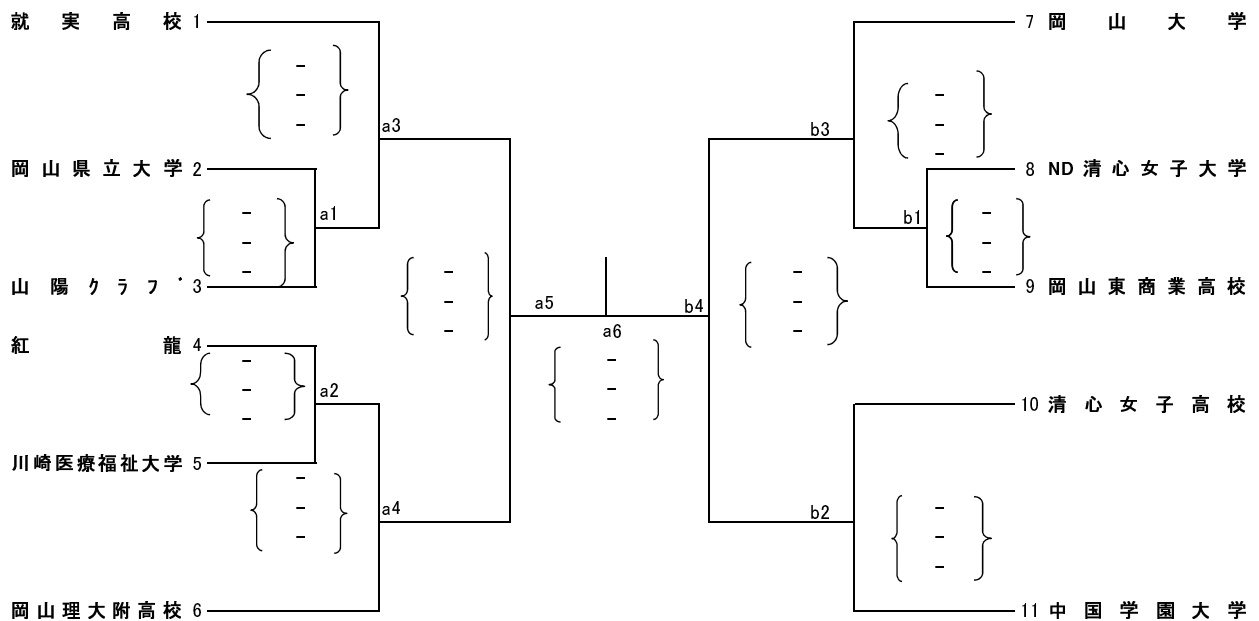 就実高校 1
a3
岡山県立大学 2
a1
山陽ｸﾗﾌﾞ 3
紅龍 4
a2
川崎医療福祉大学 5
a4
岡山理大附高校 6
a5
a6
b4
7 岡山大学
b3
8 ND清心女子大学
b1
9 岡山東商業高校
10 清心女子高校
b2
11 中国学園大学